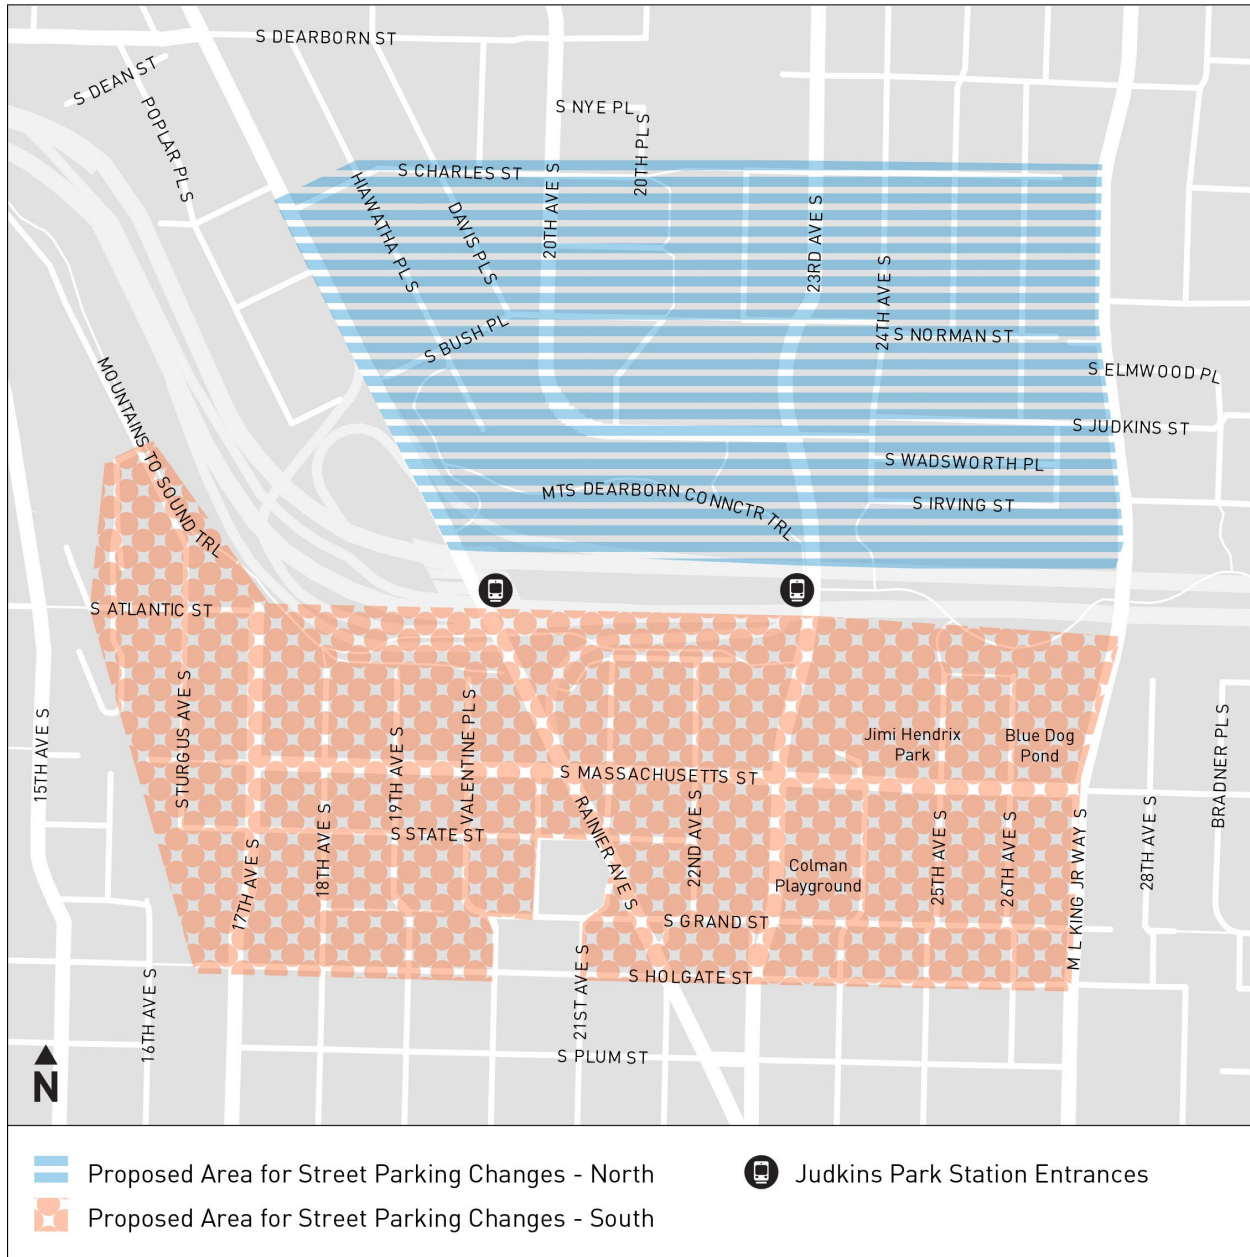 S DEARBORN ST
S DEAN ST
POPLAR PL S
S NYE PL
20TH PL S
S CHARLES ST
HIAWATHA PL S
DAVIS PL S
20TH AVE S
23RD AVE S
24TH AVE S
S NORMAN ST
S BUSH PL
S ELMWOOD PL
S JUDKINS ST
S WADSWORTH PL
S IRVING ST
MTS DEARBORN CONNCTR TRL
MOUNTAINS TO SOUND TRL
S ATLANTIC ST
15TH AVE S
STURGUS AVE S
19TH AVE S
VALENTINE PL S
Jimi Hendrix
Park
Blue Dog
Pond
S MASSACHUSETTS ST
RAINIER AVE S
S STATE ST
17TH AVE S
18TH AVE S
22ND AVE S
Colman
Playground
25TH AVE S
26TH AVE S
M L KING JR WAY S
28TH AVE S
BRADNER PL S
S GRAND ST
S HOLGATE ST
16TH AVE S
21ST AVE S
S PLUM ST
N
Proposed Area for Street Parking Changes - North
Judkins Park Station Entrances
Proposed Area for Street Parking Changes - South